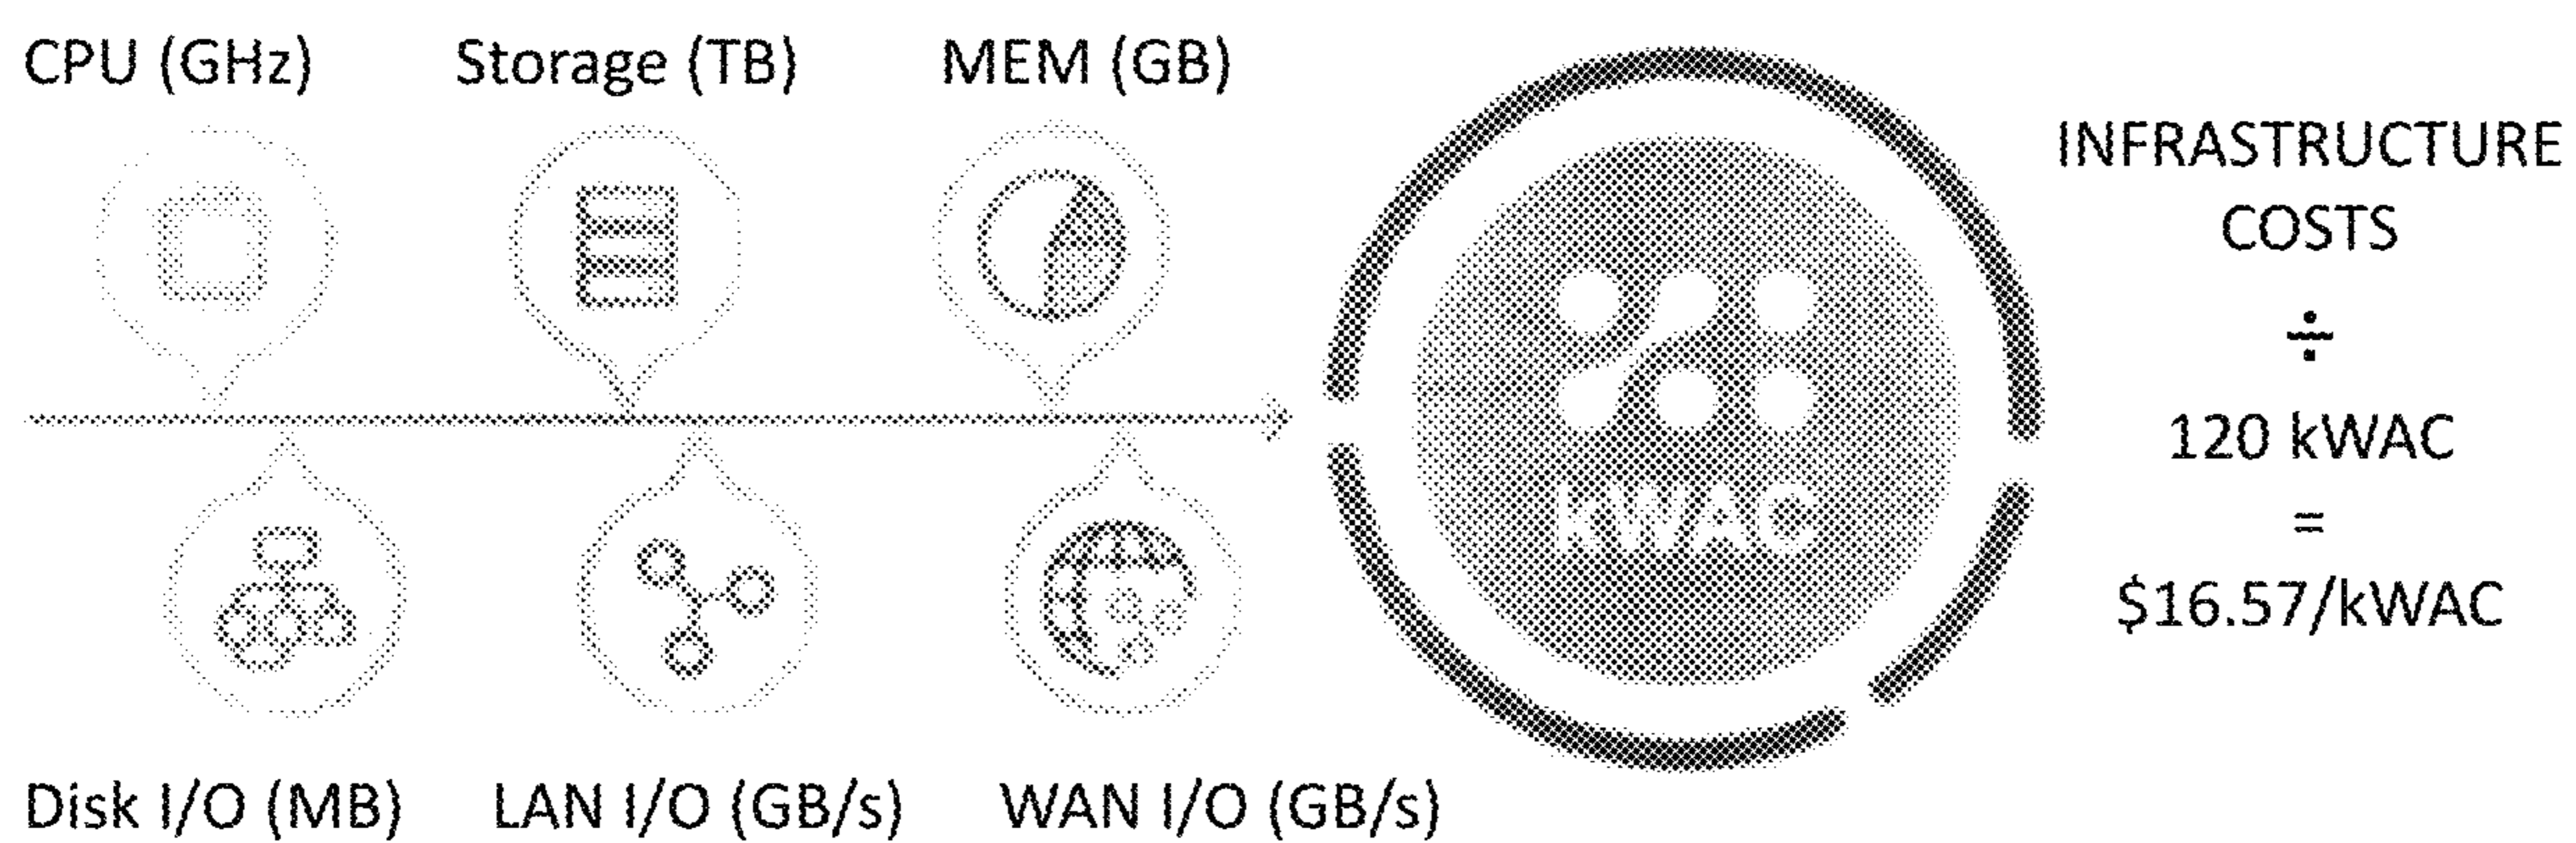 CPU (GHz)
Storage (TB)
MEM (GB)
Disk I/O (MB)
LAN I/O (GB/s)
WAN I/O (GB/s)
kWAC
INFRASTRUCTURE
COSTS
÷
120 kWAC
=
$16.57/kWAC